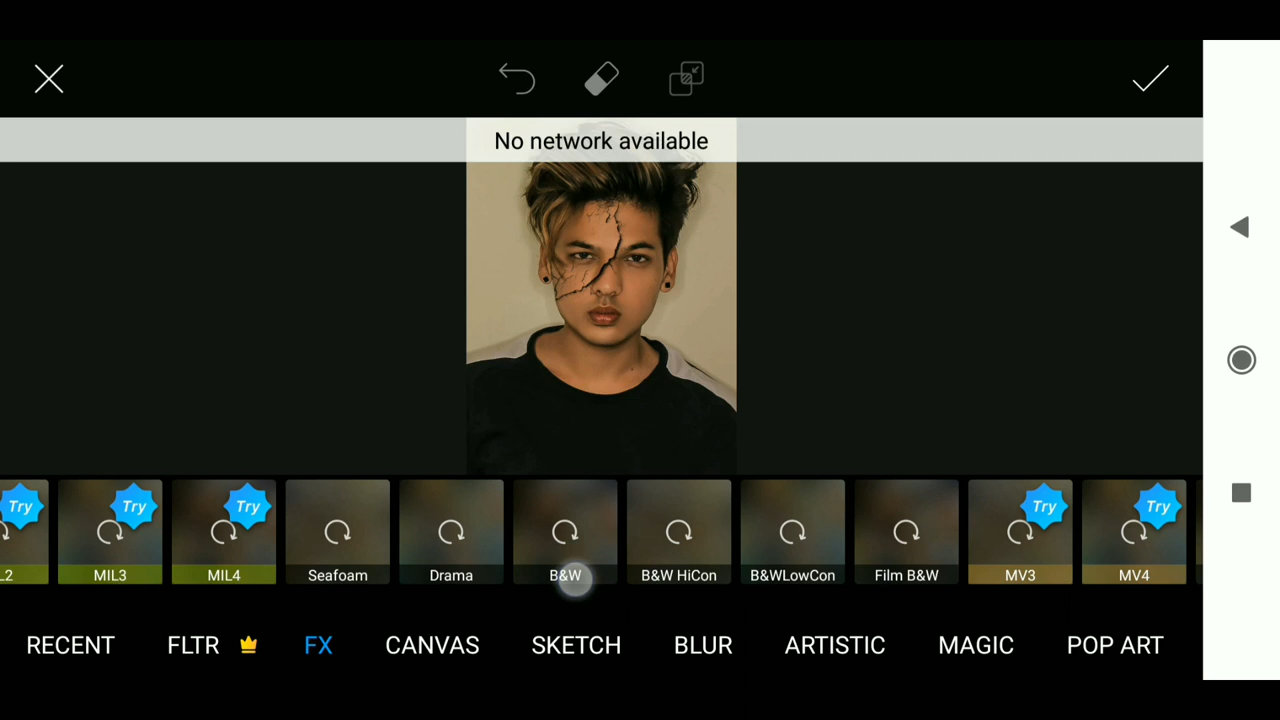 No network available
Try
Try
Try
Try
Try
L2
MIL3
MIL4
Seafoam
Drama
B&W
B&W HiCon
B&WLowCon
Film B&W
MV3
MV4
RECENT
FLTR
FX
CANVAS
SKETCH
BLUR
ARTISTIC
MAGIC
POP ART